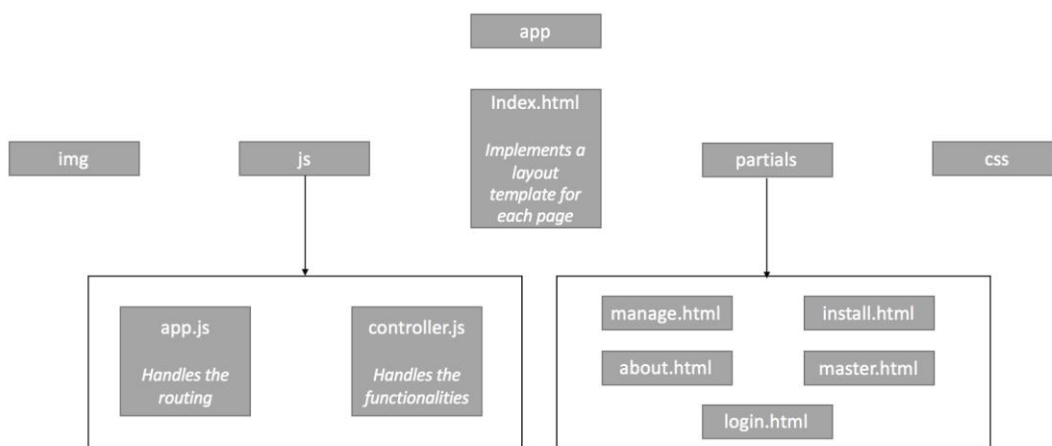 app
Index.html
Implements a
layout
template for
each page
img
js
partials
css
app.js
Handles the
routing
controller.js
Handles the
functionalities
manage.html
install.html
about.html
master.html
login.html